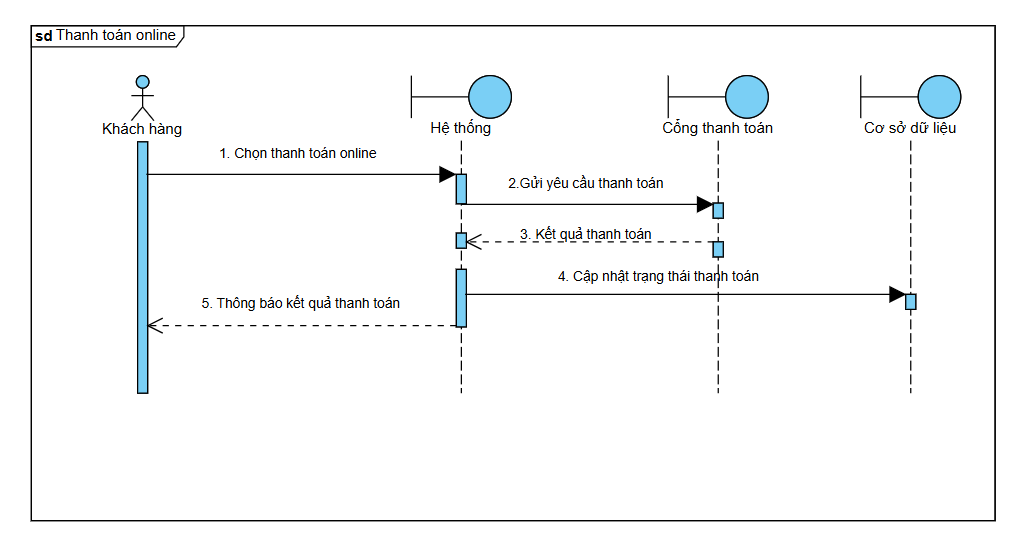 sd Thanh toán online
Khách hàng
Hệ thống
Cổng thanh toán
Cơ sở dữ liệu
1. Chọn thanh toán online
2.Gửi yêu cầu thanh toán
3. Kết quả thanh toán
4. Cập nhật trạng thái thanh toán
5. Thông báo kết quả thanh toán